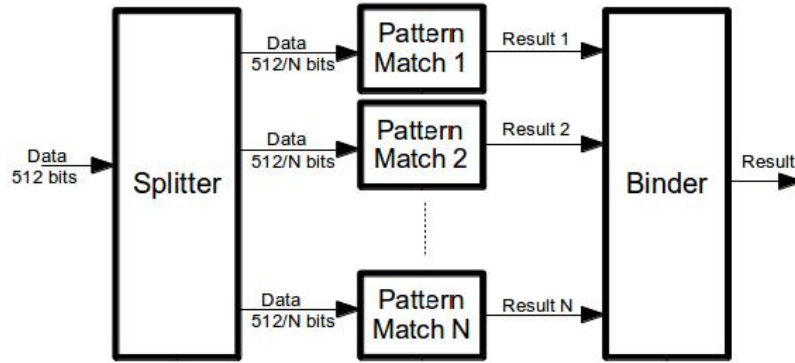 Data
512 bits
Splitter
Data
512/N bits
Pattern
Match 1
Result 1
Data
512/N bits
Pattern
Match 2
Result 2
Data
512/N bits
Pattern
Match N
Result N
Binder
Result